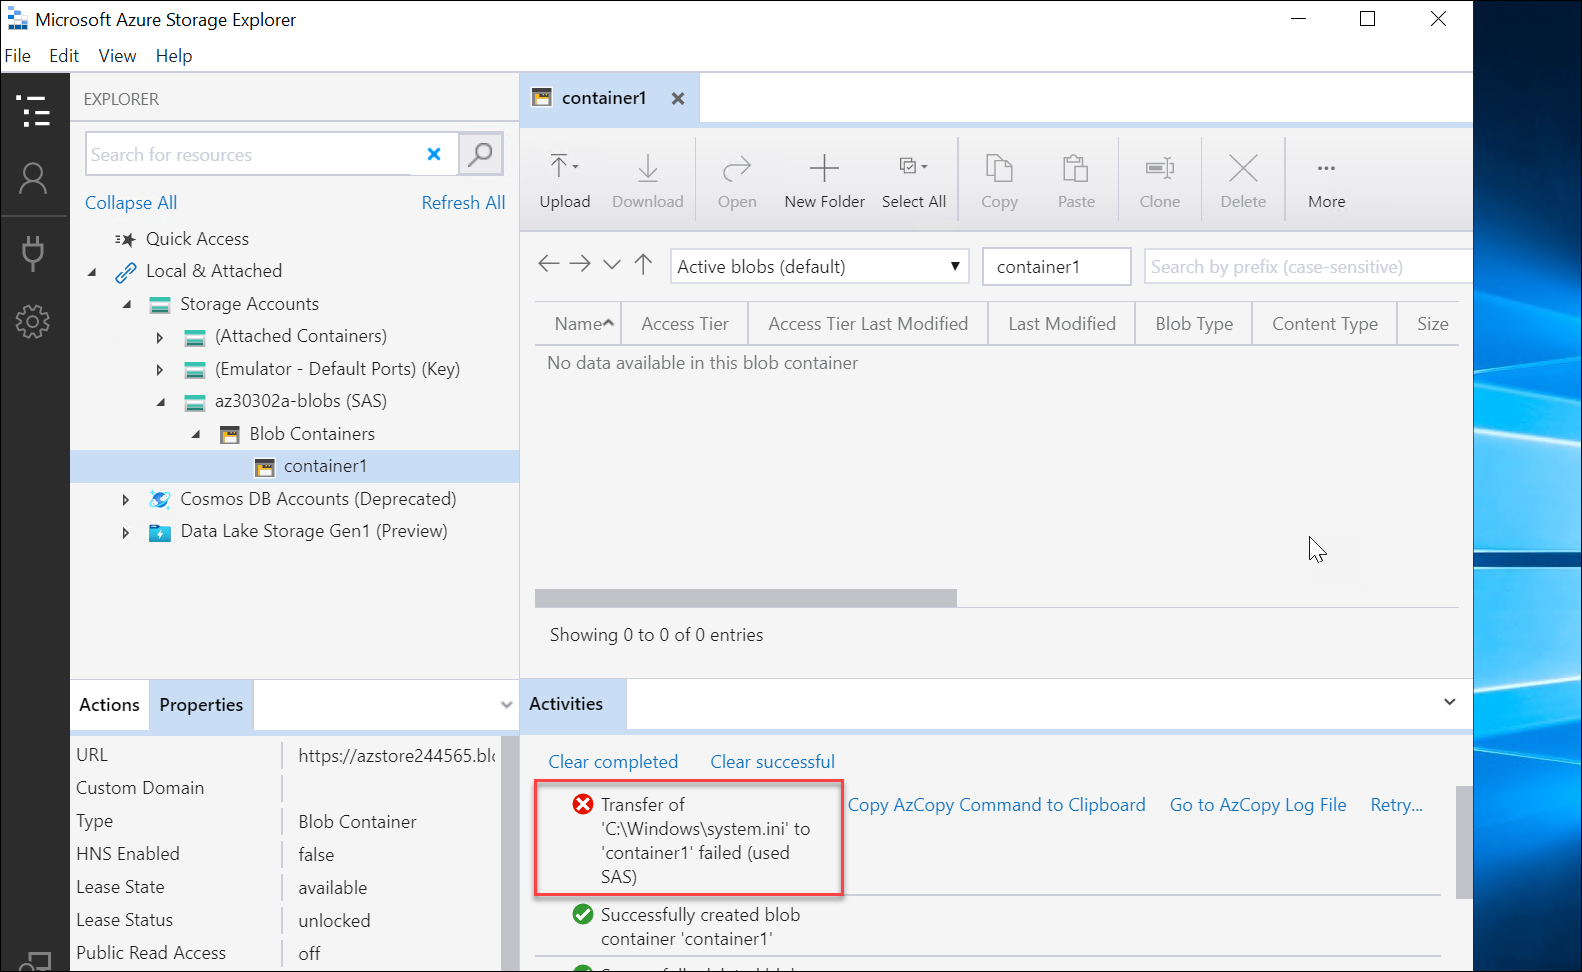 Microsoft Azure Storage Explorer
File Edit View Help
EXPLORER
Search for resources
Collapse All Refresh All
Quick Access
Local & Attached
Storage Accounts
(Attached Containers)
(Emulator - Default Ports) (Key)
az30302a-blobs (SAS)
Blob Containers
container1
Cosmos DB Accounts (Deprecated)
Data Lake Storage Gen1 (Preview)
Actions Properties
URL https://azstore244565.blo
Custom Domain
Type Blob Container
HNS Enabled false
Lease State available
Lease Status unlocked
Public Read Access off
container1
Upload Download Open New Folder Select All Copy Paste Clone Delete More
Active blobs (default) container1 Search by prefix (case-sensitive)
Name Access Tier Access Tier Last Modified Last Modified Blob Type Content Type Size
No data available in this blob container
Showing 0 to 0 of 0 entries
Activities
Clear completed Clear successful
Transfer of Copy AzCopy Command to Clipboard Go to AzCopy Log File Retry...
'C:\Windows\system.ini' to
'container1' failed (used
SAS)
Successfully created blob
container 'container1'